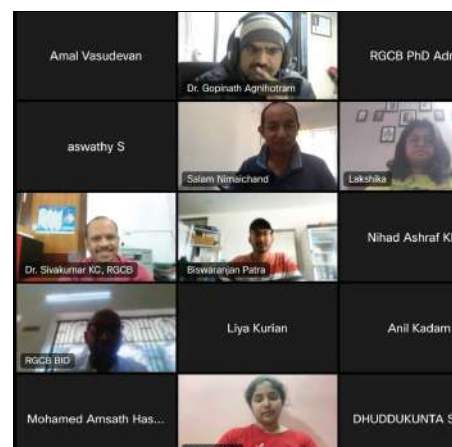 Amal Vasudevan
Dr. Gopinath Agnihotram
RGCB PhD Adm
aswathy S
Salam Nimaichand
Lakshika
Dr. Sivakumar KC, RGCB
Biswaranjan Patra
Nihad Ashraf K
RGCB BID
Liya Kurian
Anil Kadam
Mohamed Amsath Has...
DHUDDUKUNTA S